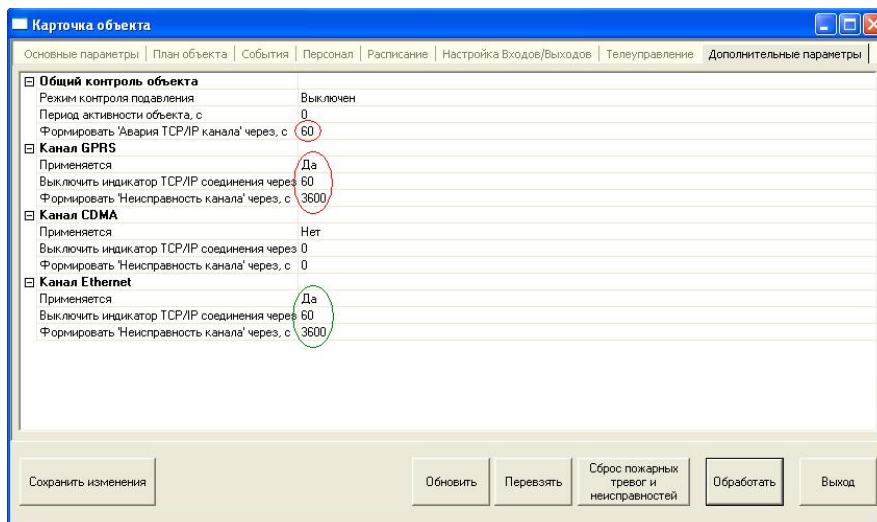 Карточка объекта
Основные параметры | План объекта | События | Персонал | Расписание | Настройка Входов/Выходов | Телеуправление | Дополнительные параметры
Общий контроль объекта
Режим контроля подавления Выключен
Период активности объекта, с 0
Формировать 'Авария TCP/IP канала' через, с 60
Канал GPRS
Применяется Да
Выключить индикатор TCP/IP соединения через 60
Формировать 'Неисправность канала' через, с 3600
Канал CDMA
Применяется Нет
Выключить индикатор TCP/IP соединения через 0
Формировать 'Неисправность канала' через, с 0
Канал Ethernet
Применяется Да
Выключить индикатор TCP/IP соединения через 60
Формировать 'Неисправность канала' через, с 3600
Сохранить изменения
Обновить
Перевзять
Сброс пожарных
тревог и
неисправностей
Обработать
Выход